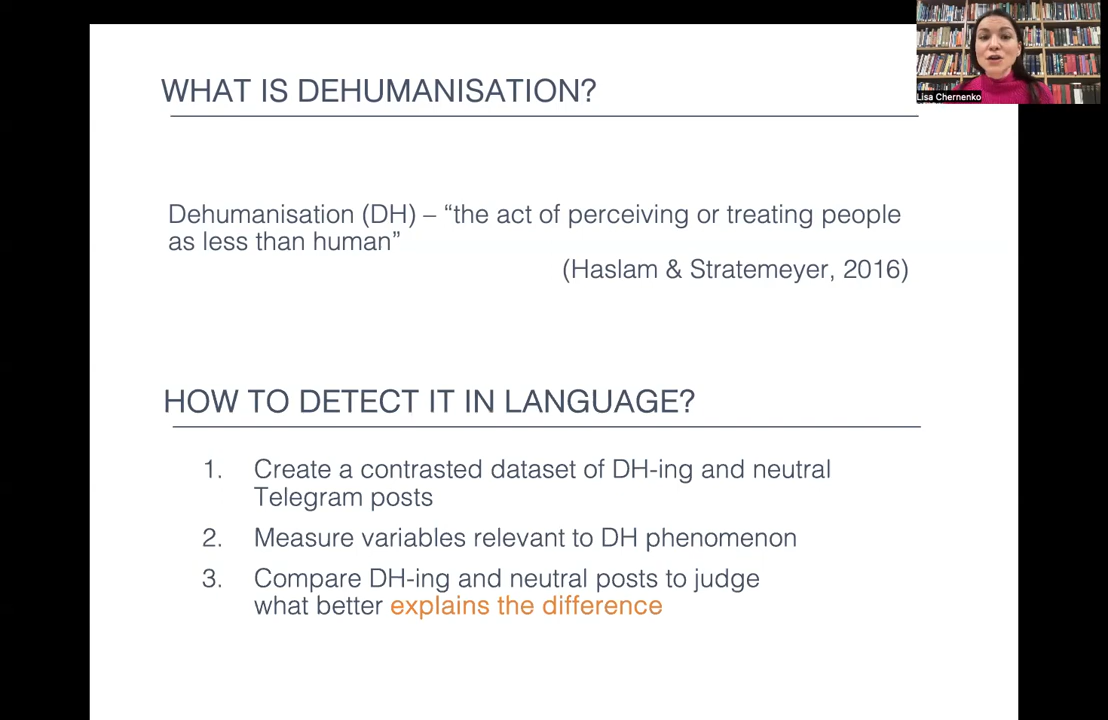 WHAT IS DEHUMANISATION?
Lisa Chernenko
Dehumanisation (DH) – “the act of perceiving or treating people
as less than human”
(Haslam & Stratemeyer, 2016)
HOW TO DETECT IT IN LANGUAGE?
1. Create a contrasted dataset of DH-ing and neutral
Telegram posts
2. Measure variables relevant to DH phenomenon
3. Compare DH-ing and neutral posts to judge
what better explains the difference